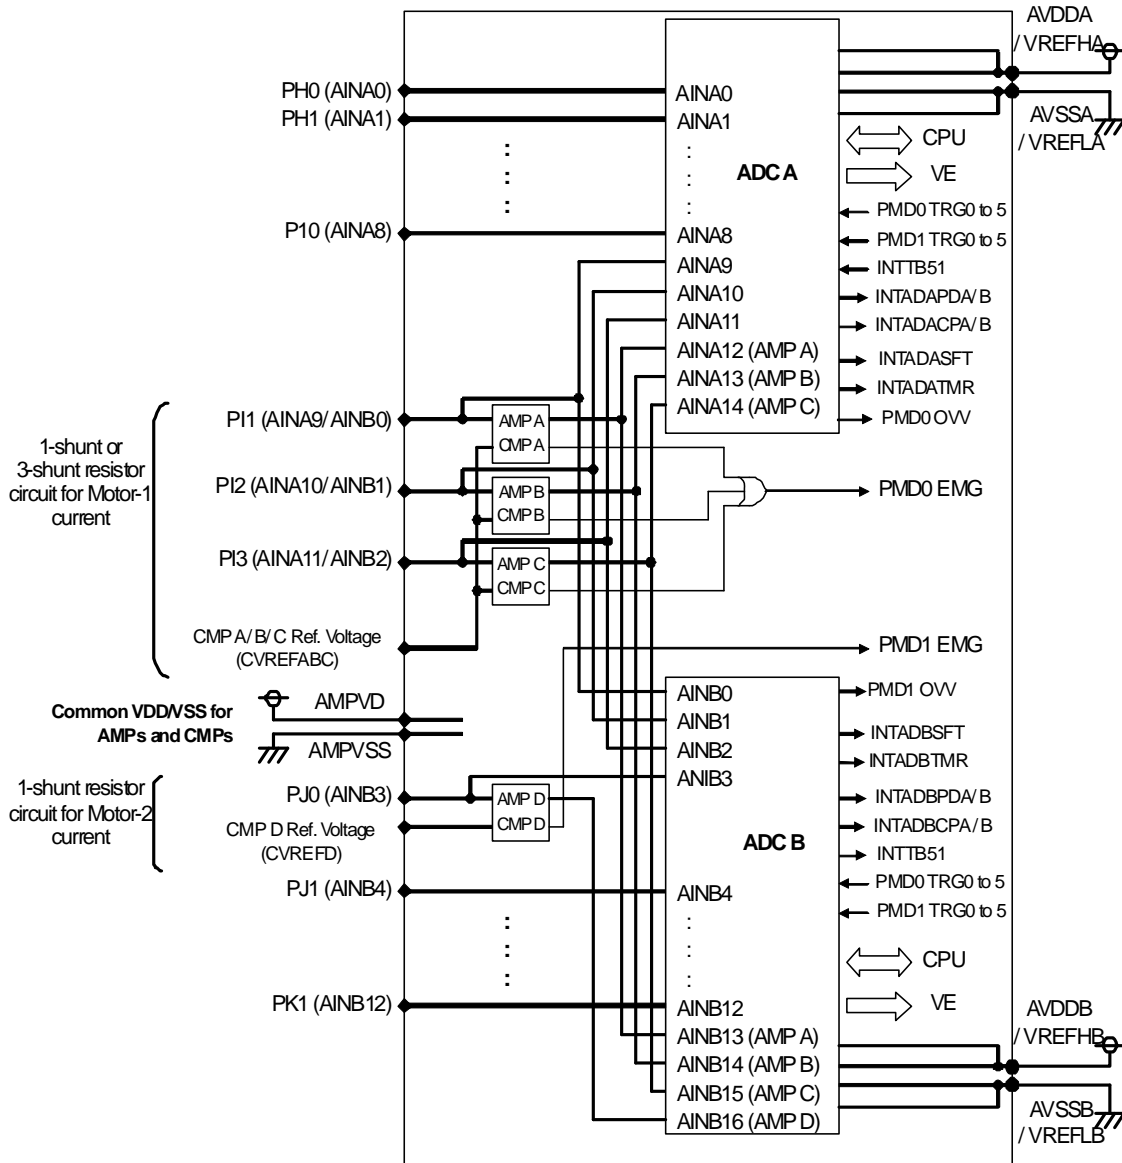 AVDDA
/ VREFHA
PH0 (AINA0)
AINA0
PH1 (AINA1)
AINA1
AVSSA
/ VREFLA
CPU
ADC A
VE
PMD0 TRG0 to 5
P10 (AINA8)
AINA8
PMD1 TRG0 to 5
AINA9
INTTB51
AINA10
INTADAPDA/ B
AINA11
INTADACPA/ B
AINA12 (AMP A)
INTADASFT
AINA13 (AMP B)
INTADATMR
AINA14 (AMP C)
PMD0 OVV
PI1 (AINA9/ AINB0)
AMP A
CMP A
1-shunt or
3-shunt resistor
circuit for Motor-1
current
PI2 (AINA10/ AINB1)
AMP B
CMP B
PMD0 EMG
PI3 (AINA11/ AINB2)
AMP C
CMP C
CMP A/ B/ C Ref. Voltage
(CVREFABC)
PMD1 EMG
AINB0
PMD1 OVV
Common VDD/VSS for
AMPs and CMPs
AMPVD
AMPVSS
AINB1
INTADBSFT
AINB2
INTADBTMR
ANIB3
1-shunt resistor
circuit for Motor-2
current
PJ0 (AINB3)
AMP D
CMP D
INTADBPDA/ B
CMP D Ref. Voltage
(CVREFD)
INTADBCPA/ B
ADC B
INTTB51
PJ1 (AINB4)
AINB4
PMD0 TRG0 to 5
PMD1 TRG0 to 5
CPU
PK1 (AINB12)
AINB12
VE
AVDDB
/ VREFHB
AINB13 (AMP A)
AINB14 (AMP B)
AINB15 (AMP C)
AINB16 (AMP D)
AVSSB
/ VREFLB